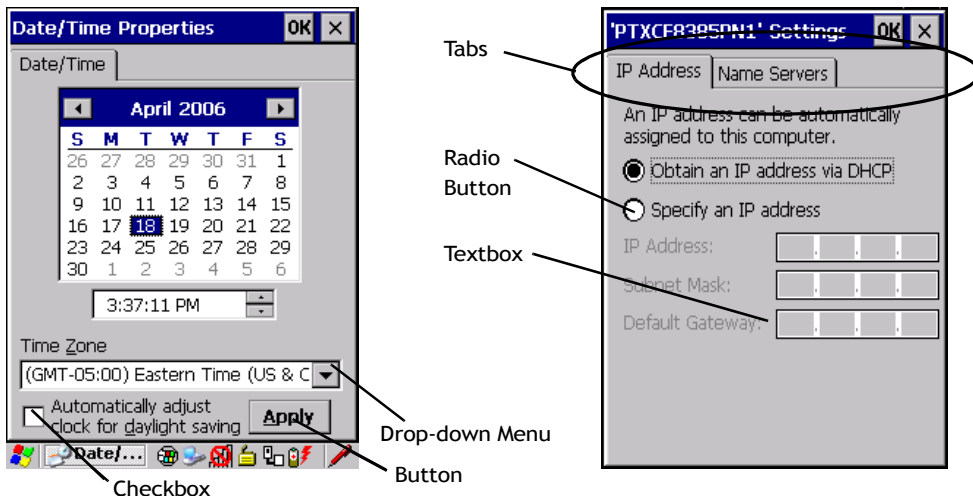 Date/Time Properties OK ×
Date/Time
April 2006
S M T W T F S
26 27 28 29 30 31 1
2 3 4 5 6 7 8
9 10 11 12 13 14 15
16 17 18 19 20 21 22
23 24 25 26 27 28 29
30 1 2 3 4 5 6
3:37:11 PM
Time Zone
(GMT-05:00) Eastern Time (US & C
Automatically adjust
clock for daylight saving
Apply
Date/...
Checkbox
Button
Drop-down Menu
Tabs
Radio
Button
Textbox
'PTXCF8385PN1' Settings OK ×
IP Address
Name Servers
An IP address can be automatically
assigned to this computer.
Obtain an IP address via DHCP
Specify an IP address
IP Address:
Subnet Mask:
Default Gateway: